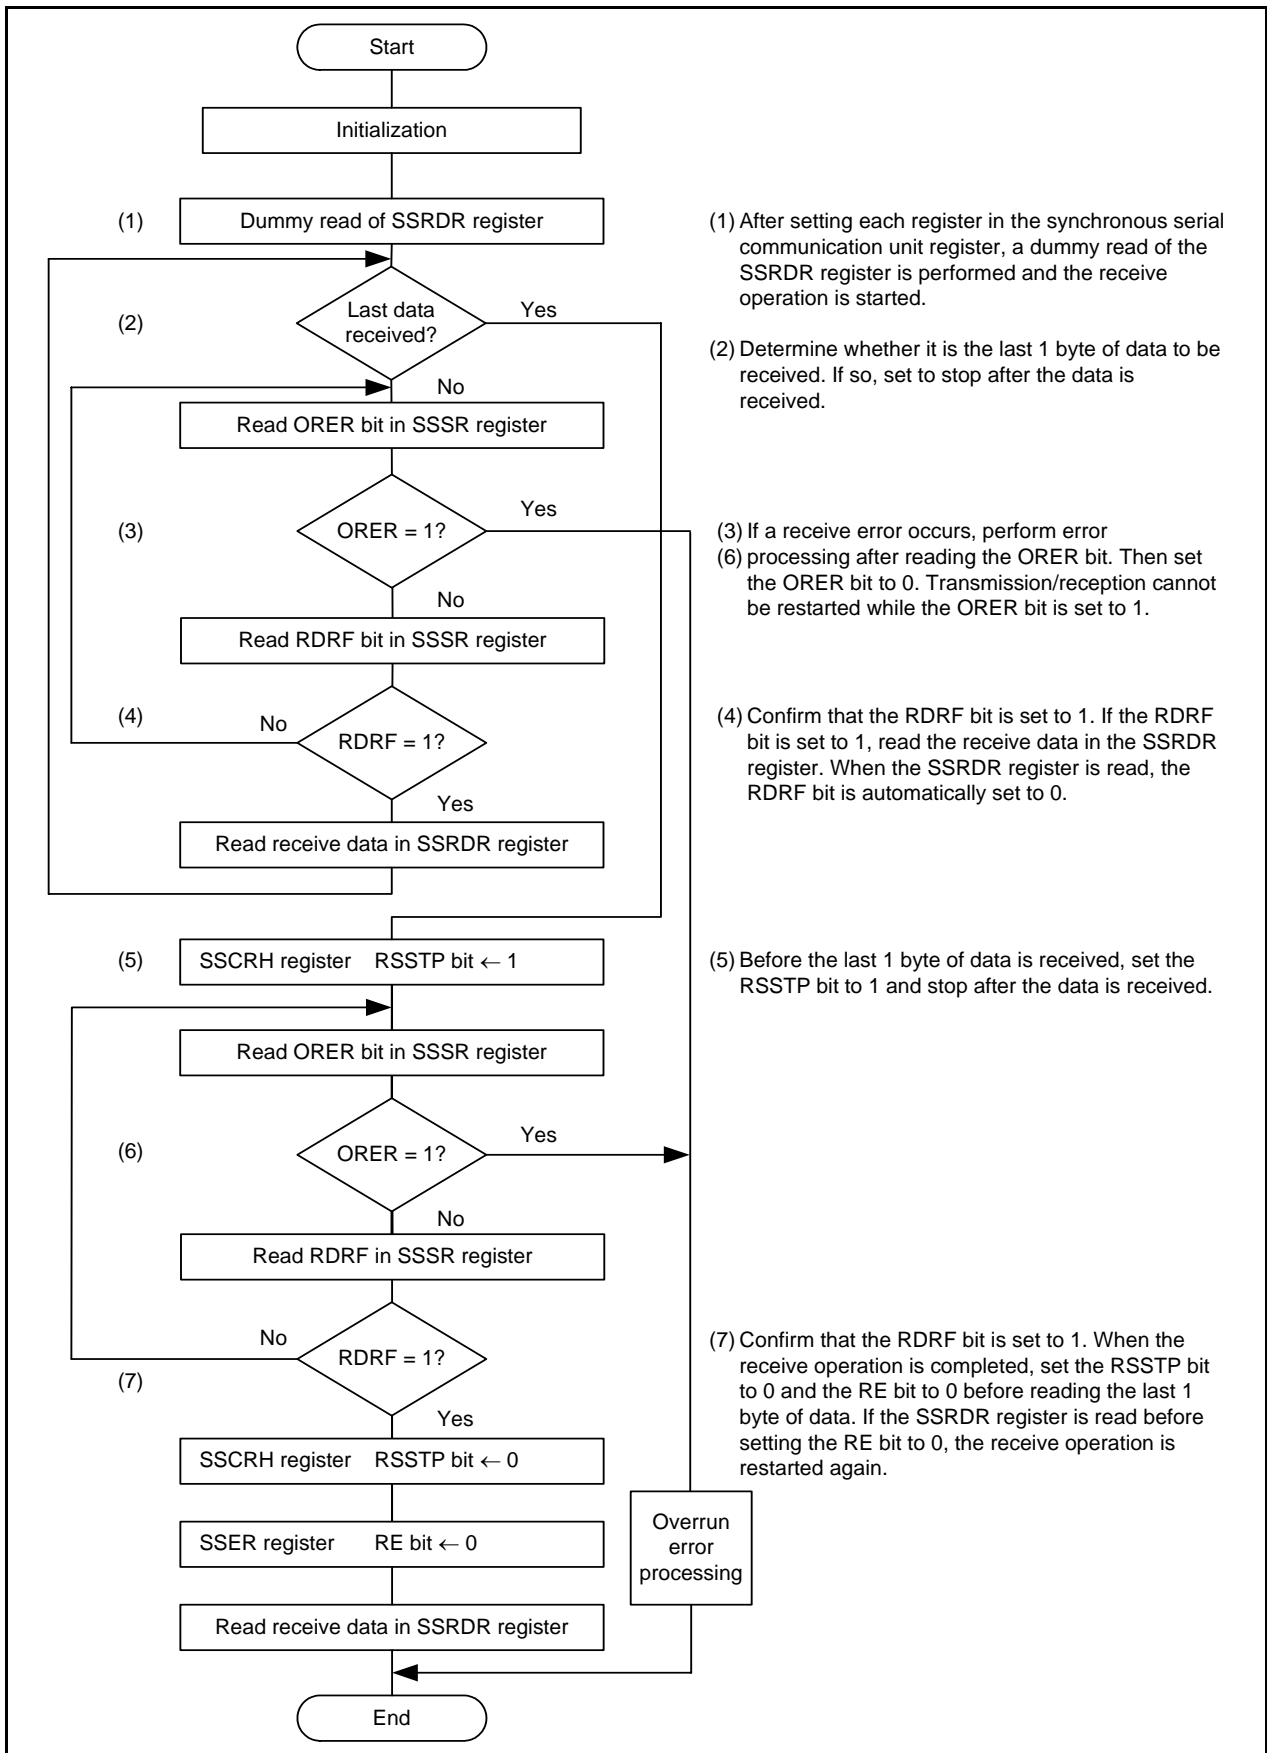 Start
Initialization
(1)
Dummy read of SSRDR register
(1) After setting each register in the synchronous serial
communication unit register, a dummy read of the
SSRDR register is performed and the receive
operation is started.
(2)
Last data
received?
Yes
No
(2) Determine whether it is the last 1 byte of data to be
received. If so, set to stop after the data is
received.
Read ORER bit in SSSR register
(3)
ORER = 1?
Yes
No
(3) If a receive error occurs, perform error
(6) processing after reading the ORER bit. Then set
the ORER bit to 0. Transmission/reception cannot
be restarted while the ORER bit is set to 1.
Read RDRF bit in SSSR register
(4)
No
RDRF = 1?
Yes
(4) Confirm that the RDRF bit is set to 1. If the RDRF
bit is set to 1, read the receive data in the SSRDR
register. When the SSRDR register is read, the
RDRF bit is automatically set to 0.
Read receive data in SSRDR register
(5)
SSCRH register RSSTP bit ← 1
(5) Before the last 1 byte of data is received, set the
RSSTP bit to 1 and stop after the data is received.
Read ORER bit in SSSR register
(6)
ORER = 1?
Yes
No
Read RDRF in SSSR register
No
RDRF = 1?
(7)
Yes
(7) Confirm that the RDRF bit is set to 1. When the
receive operation is completed, set the RSSTP bit
to 0 and the RE bit to 0 before reading the last 1
byte of data. If the SSRDR register is read before
setting the RE bit to 0, the receive operation is
restarted again.
SSCRH register RSSTP bit ← 0
SSER register RE bit ← 0
Overrun
error
processing
Read receive data in SSRDR register
End